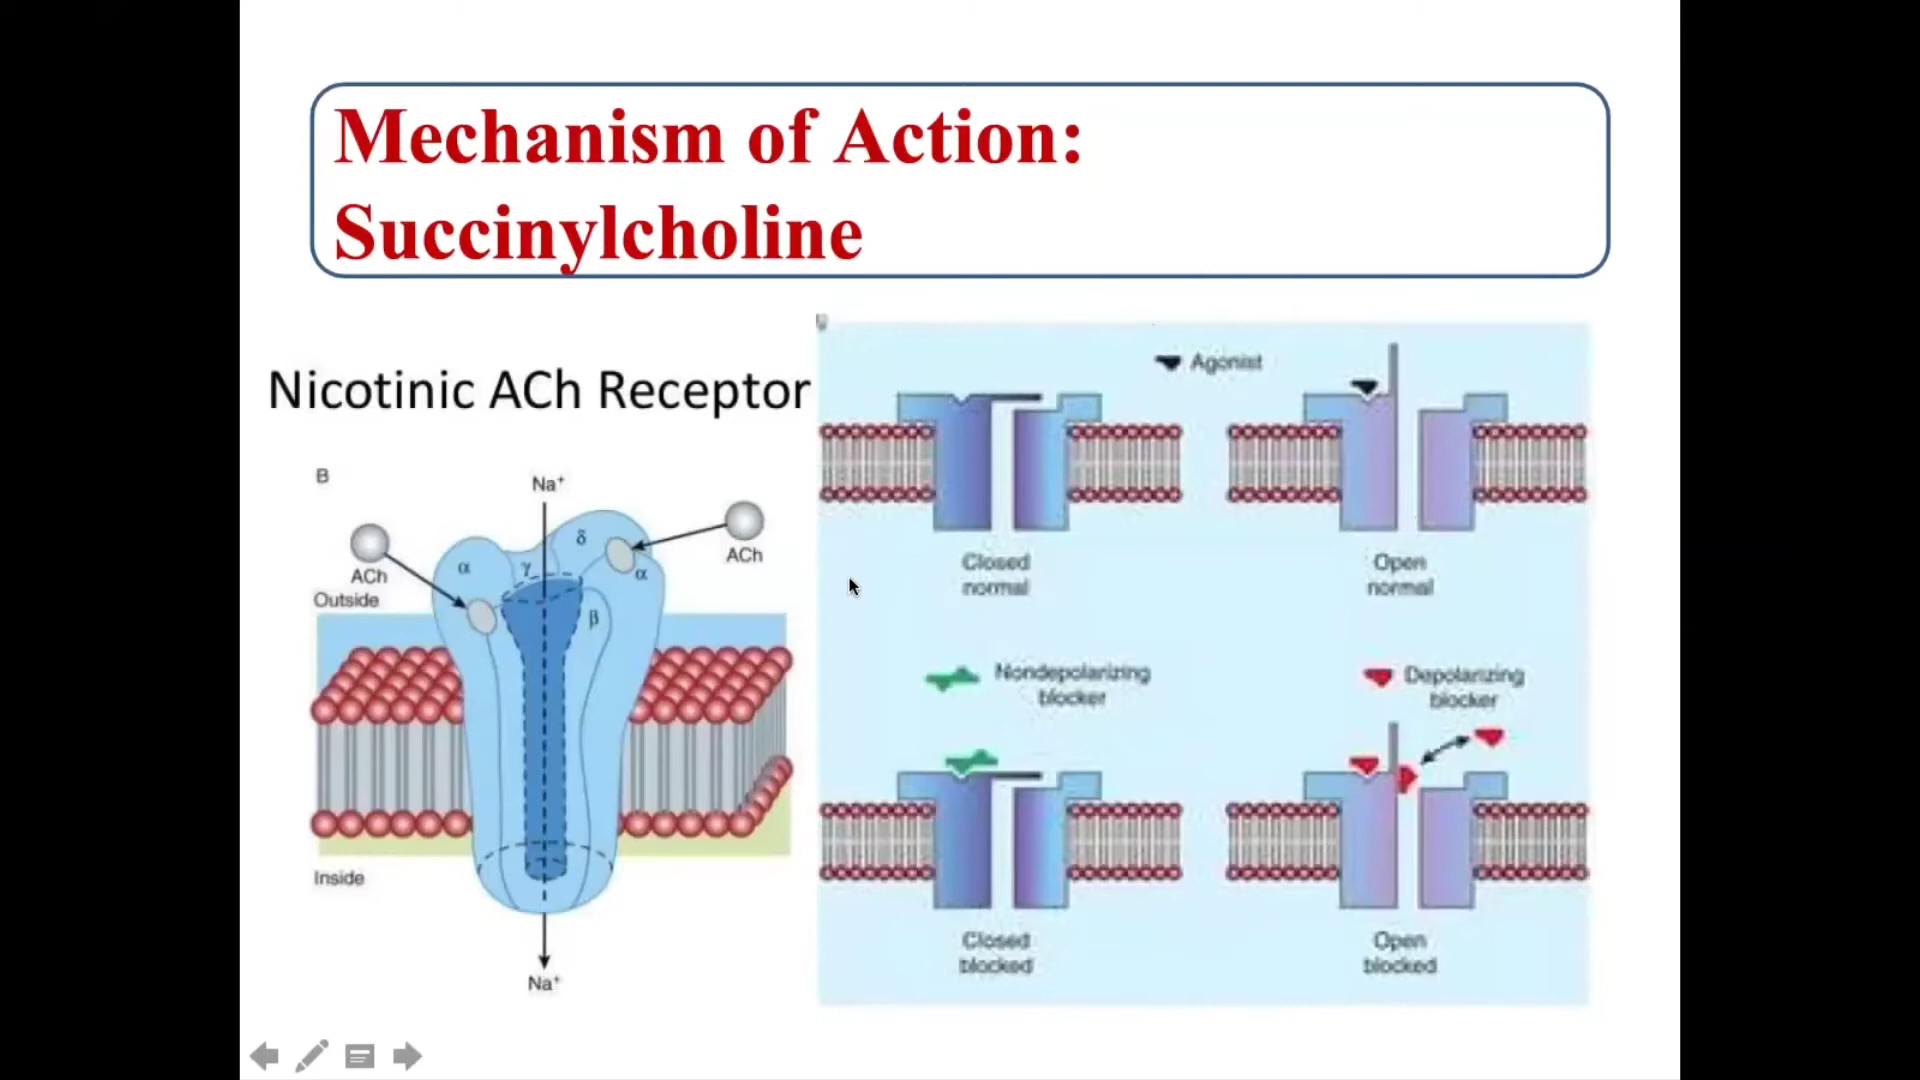 Mechanism of Action:
Succinylcholine
Nicotinic ACh Receptor
B
Na⁺
ACh
ACh
α
γ
δ
α
β
Outside
Inside
Na⁺
Agonist
Closed
normal
Open
normal
Nondepolarizing
blocker
Depolarizing
blocker
Closed
blocked
Open
blocked